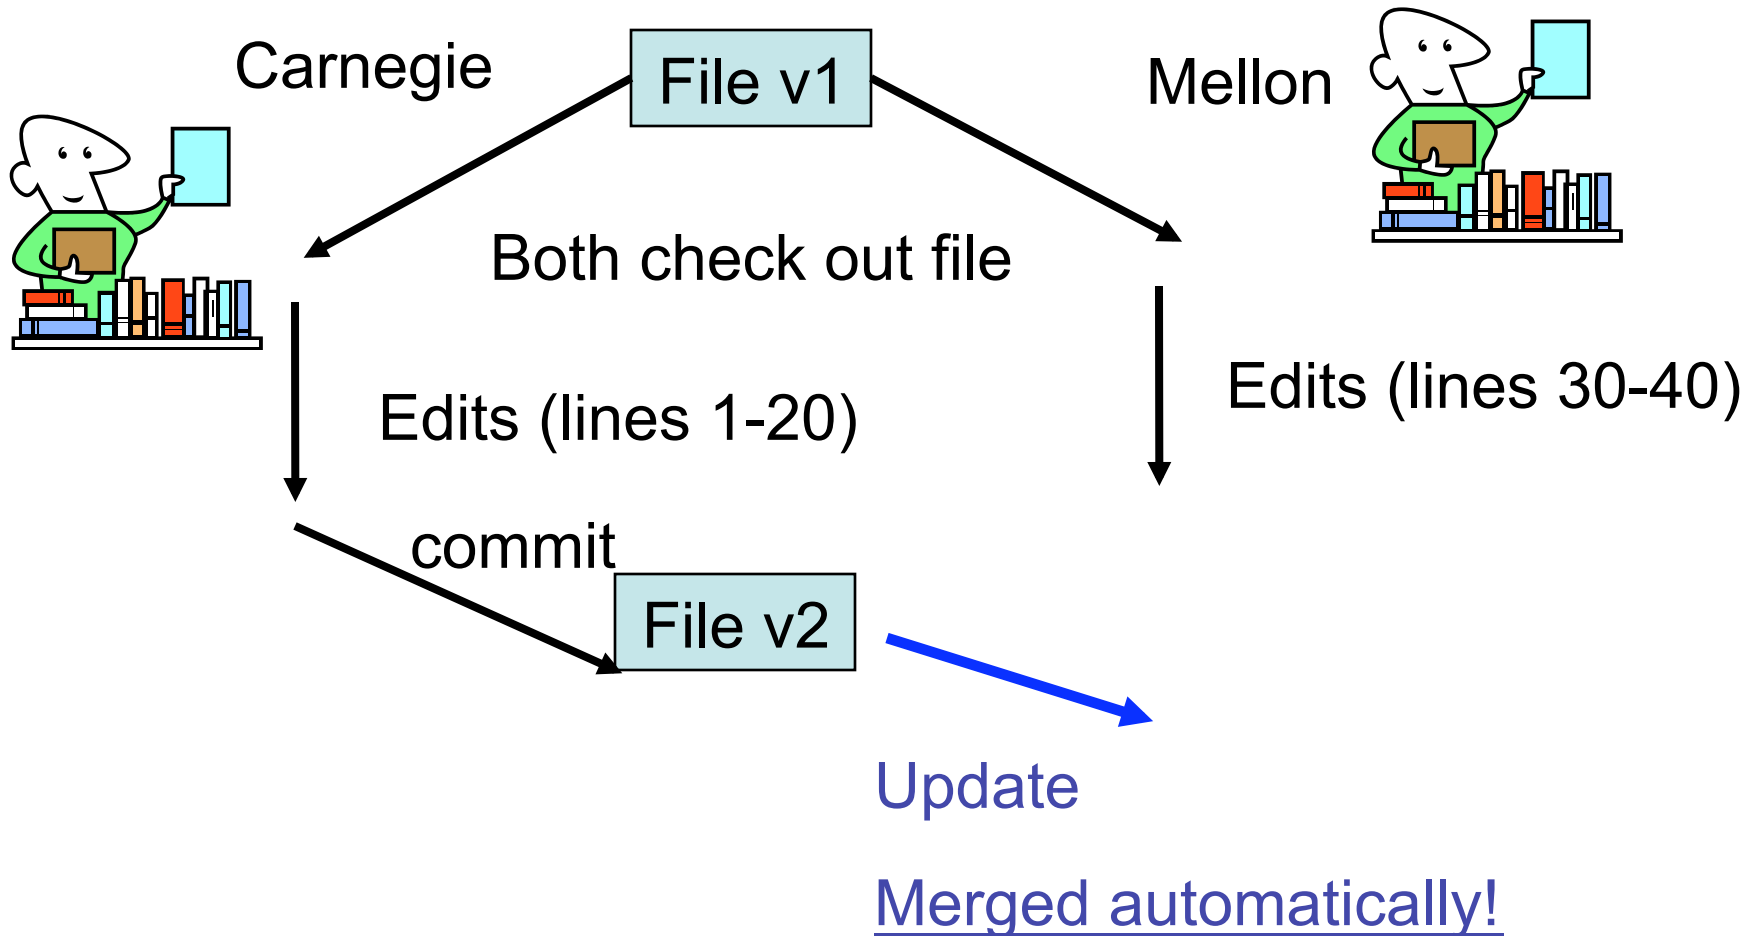 Carnegie
File v1
Mellon
Both check out file
Edits (lines 1-20)
Edits (lines 30-40)
commit
File v2
Update
Merged automatically!